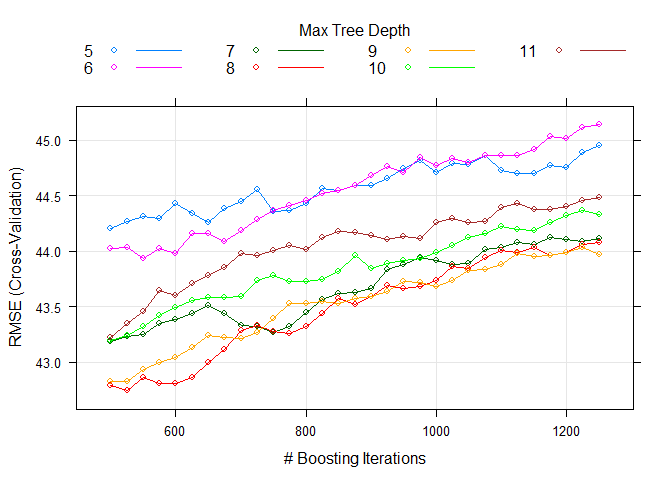 Max Tree Depth
5 7 9 11
6 8 10
45.0
44.5
44.0
43.5
43.0
RMSE (Cross-Validation)
600 800 1000 1200
# Boosting Iterations